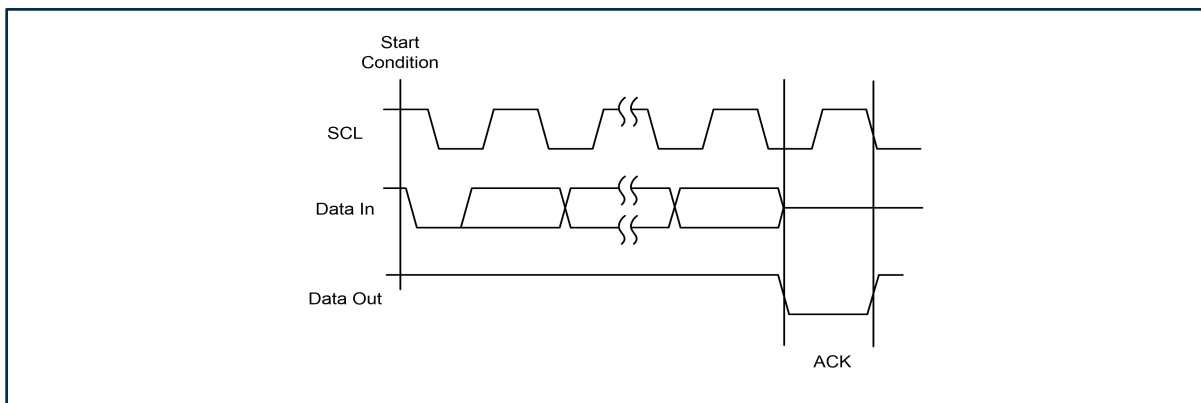 Start
Condition
SCL
Data In
Data Out
ACK